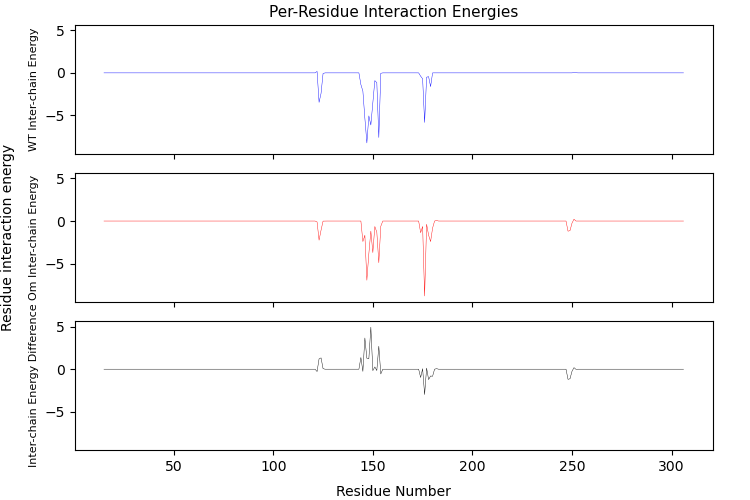 Per-Residue Interaction Energies
Residue interaction energy
WT Inter-chain Energy
5
0
−5
Om Inter-chain Energy
5
0
−5
Inter-chain Energy Difference
5
0
−5
50
100
150
200
250
300
Residue Number